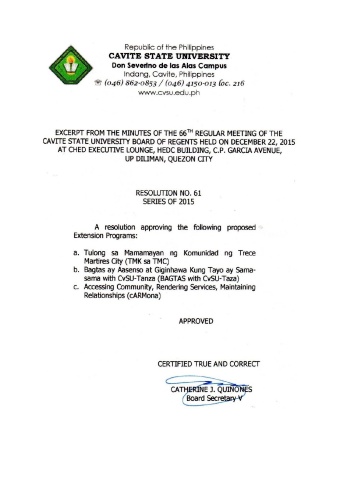 Republic of the Philippines
CAVITE STATE UNIVERSITY
Don Severino de las Alas Campus
Indang, Cavite, Philippines
☏ (046) 862-0853 / (046) 4150-013 loc. 216
www.cvsu.edu.ph
EXCERPT FROM THE MINUTES OF THE 66TH REGULAR MEETING OF THE
CAVITE STATE UNIVERSITY BOARD OF REGENTS HELD ON DECEMBER 22, 2015
AT CHED EXECUTIVE LOUNGE, HEDC BUILDING, C.P. GARCIA AVENUE,
UP DILIMAN, QUEZON CITY
RESOLUTION NO. 61
SERIES OF 2015
A resolution approving the following proposed
Extension Programs:
a. Tulong sa Mamamayan ng Komunidad ng Trece
Martires City (TMK sa TMC)
b. Bagtas ay Aasenso at Giginhawa Kung Tayo ay Sama-
sama with CvSU-Tanza (BAGTAS with CvSU-Taza)
c. Accessing Community, Rendering Services, Maintaining
Relationships (cARMona)
APPROVED
CERTIFIED TRUE AND CORRECT
CATHERINE J. QUIÑONES
Board Secretary V